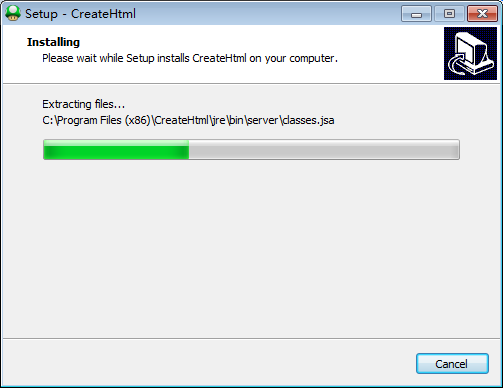 Setup - CreateHtml
Installing
Please wait while Setup installs CreateHtml on your computer.
Extracting files...
C:\Program Files (x86)\CreateHtml\jre\bin\server\classes.jsa
Cancel